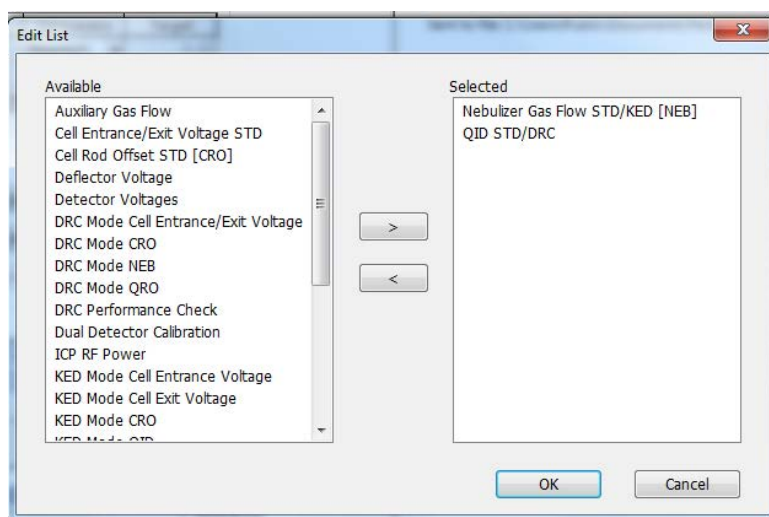 Edit List
Available
Auxiliary Gas Flow
Cell Entrance/Exit Voltage STD
Cell Rod Offset STD [CRO]
Deflector Voltage
Detector Voltages
DRC Mode Cell Entrance/Exit Voltage
DRC Mode CRO
DRC Mode NEB
DRC Mode QRO
DRC Performance Check
Dual Detector Calibration
ICP RF Power
KED Mode Cell Entrance Voltage
KED Mode Cell Exit Voltage
KED Mode CRO
>
<
Selected
Nebulizer Gas Flow STD/KED [NEB]
QID STD/DRC
OK
Cancel